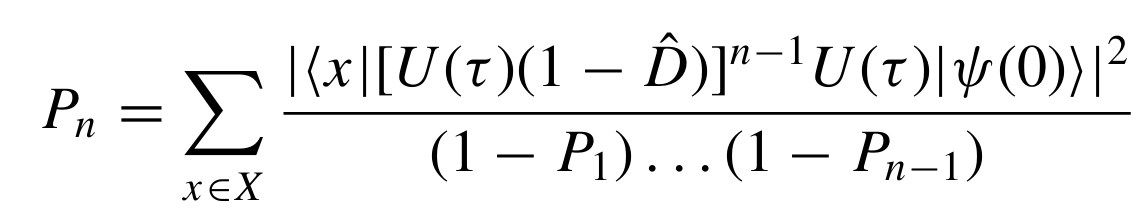 P_n = \sum_{x \in X} \frac{|\langle x|[U(\tau)(1 - \hat{D})]^{n-1} U(\tau)|\psi(0)\rangle|^2}{(1 - P_1) \ldots (1 - P_{n-1})}